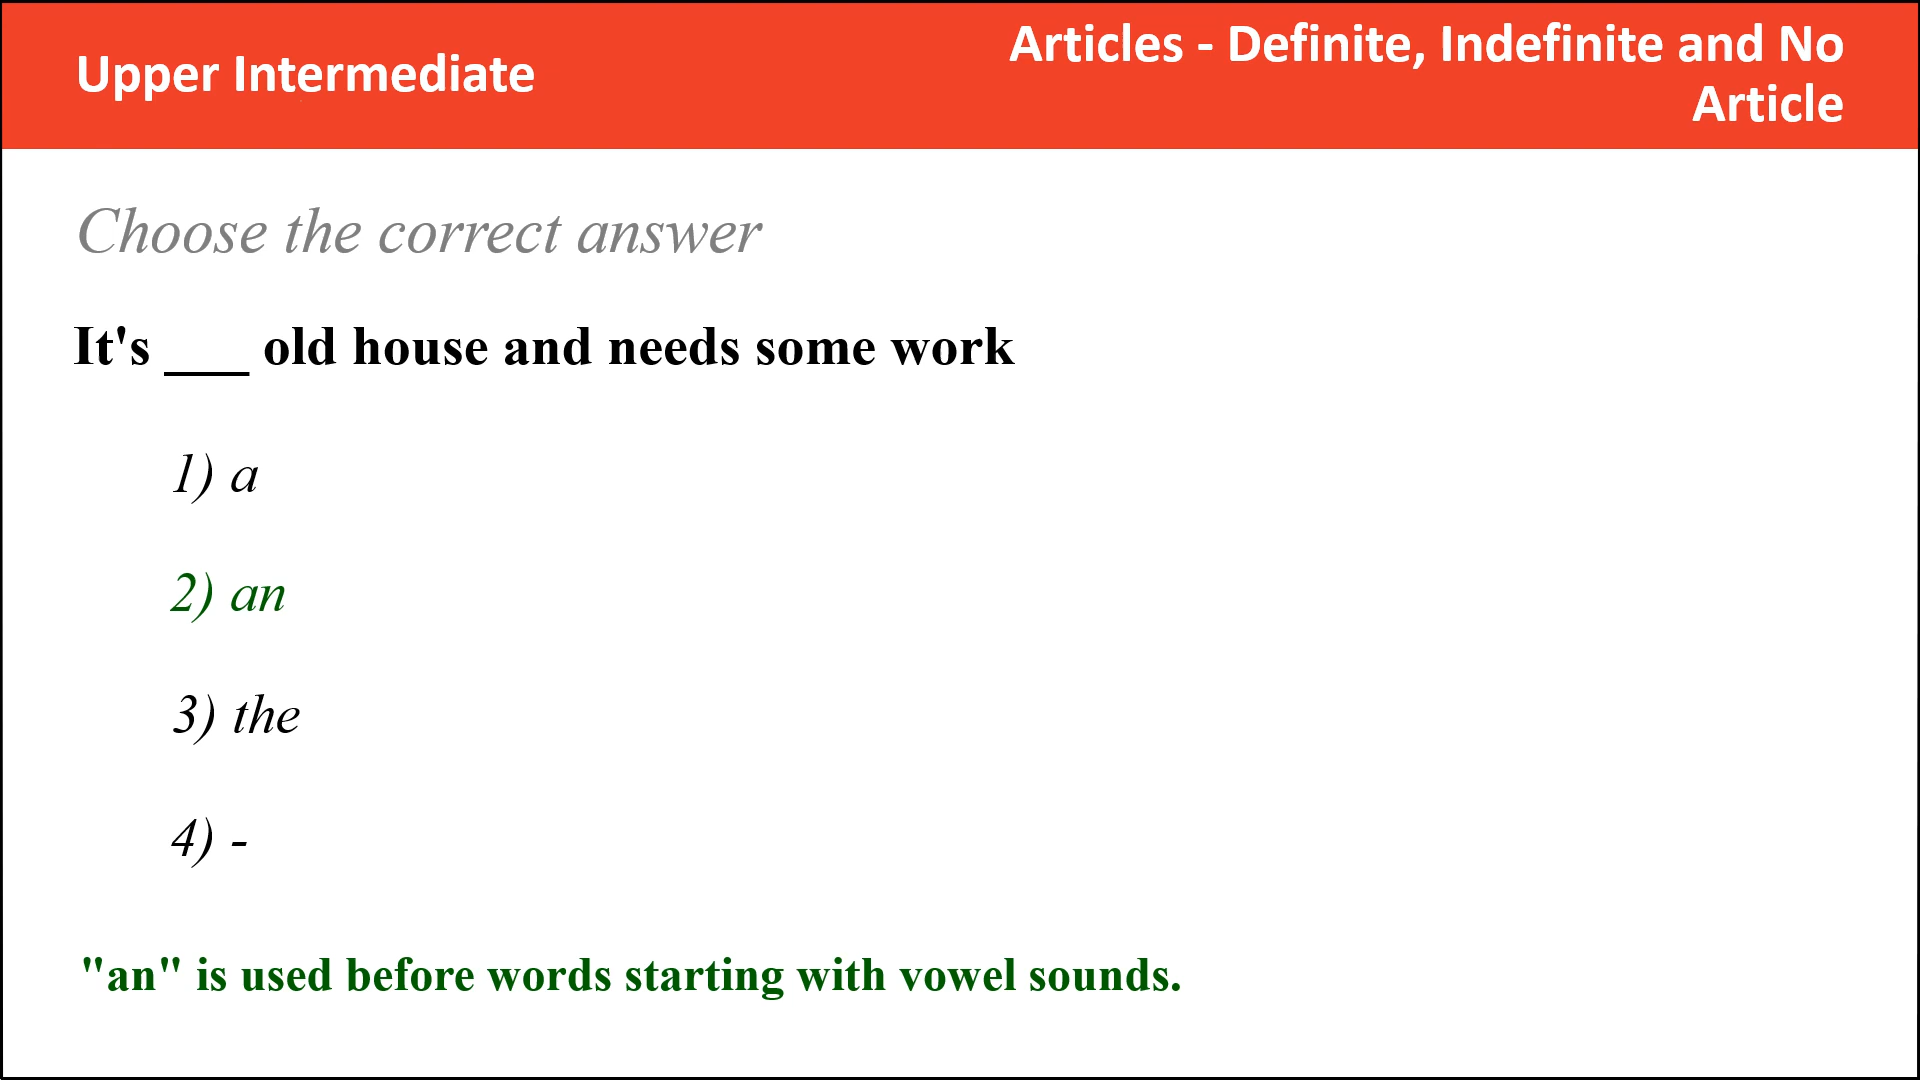 Upper Intermediate
Articles - Definite, Indefinite and No
Article
Choose the correct answer
It's ___ old house and needs some work
1) a
2) an
3) the
4) -
"an" is used before words starting with vowel sounds.